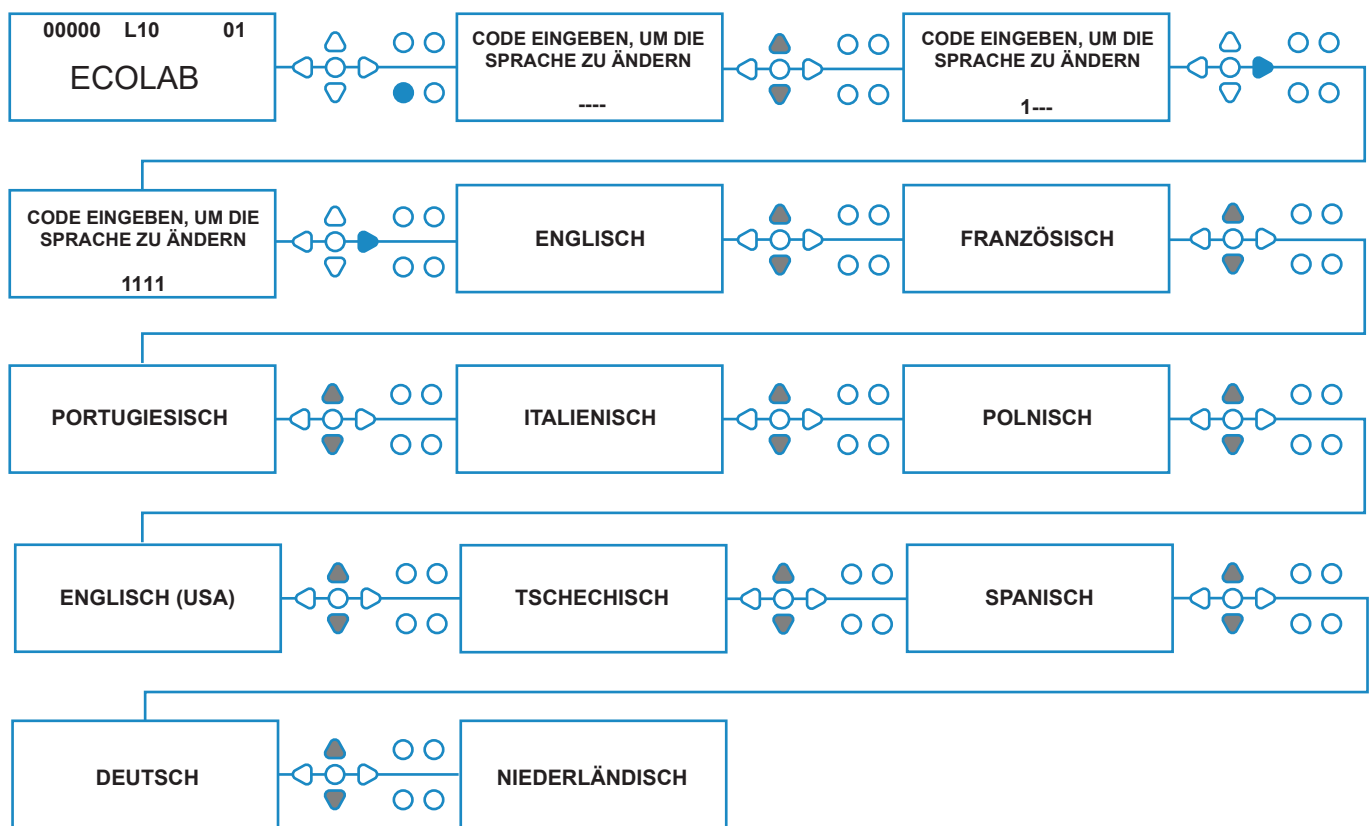 00000 L10 01
ECOLAB
CODE EINGEBEN, UM DIE
SPRACHE ZU ÄNDERN
----
CODE EINGEBEN, UM DIE
SPRACHE ZU ÄNDERN
1---
CODE EINGEBEN, UM DIE
SPRACHE ZU ÄNDERN
1111
ENGLISCH
FRANZÖSISCH
PORTUGIESISCH
ITALIENISCH
POLNISCH
ENGLISCH (USA)
TSCHECHISCH
SPANISCH
DEUTSCH
NIEDERLÄNDISCH